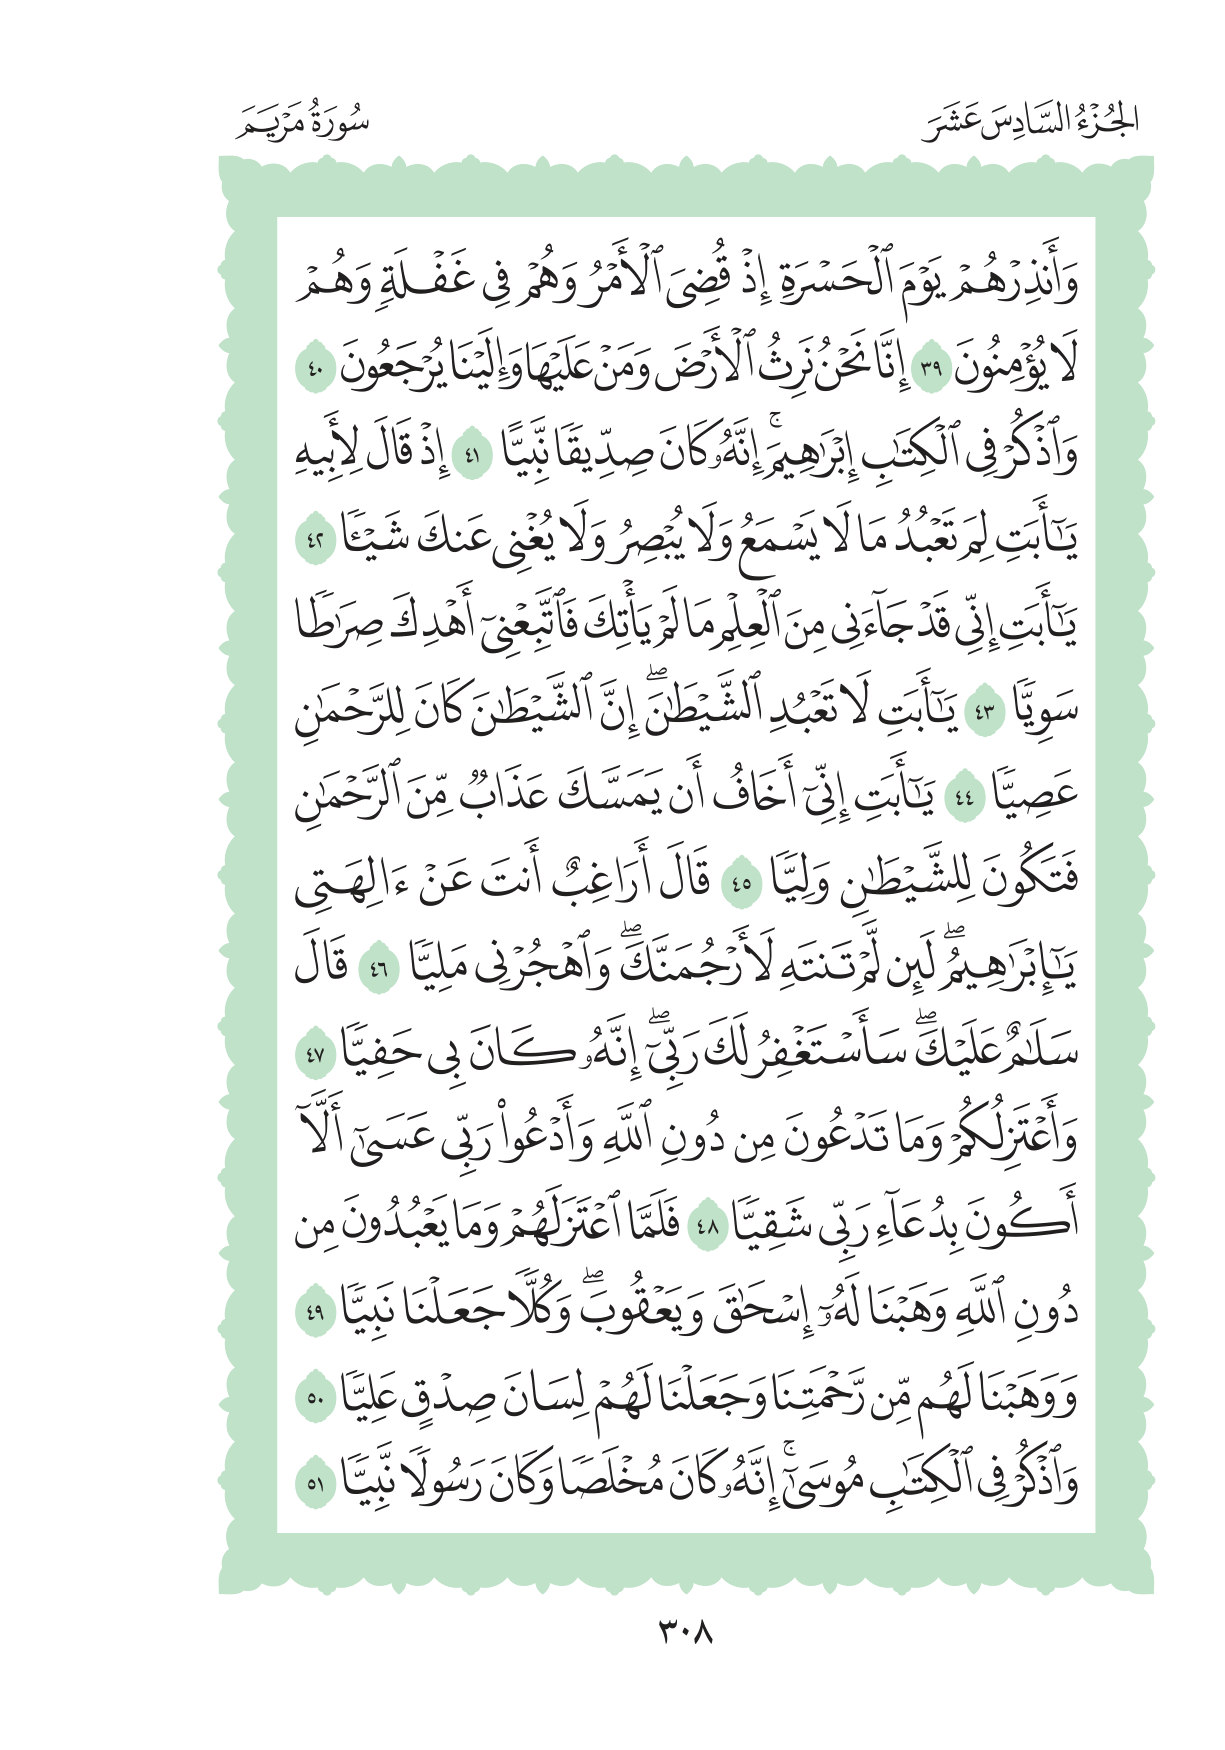 الجُزْءُ السَّادِسَ عَشَرَ
سُورَةُ مَرْيَمَ
وَأَنذِرْهُمْ يَوْمَ ٱلْحَسْرَةِ إِذْ قُضِىَ ٱلْأَمْرُ وَهُمْ فِى غَفْلَةٍ وَهُمْ
لَا يُؤْمِنُونَ ٣٩ إِنَّا نَحْنُ نَرِثُ ٱلْأَرْضَ وَمَنْ عَلَيْهَا وَإِلَيْنَا يُرْجَعُونَ ٤٠
وَٱذْكُرْ فِى ٱلْكِتَٰبِ إِبْرَٰهِيمَ ۚ إِنَّهُۥ كَانَ صِدِّيقًا نَّبِيًّا ٤١ إِذْ قَالَ لِأَبِيهِ
يَٰٓأَبَتِ لِمَ تَعْبُدُ مَا لَا يَسْمَعُ وَلَا يُبْصِرُ وَلَا يُغْنِى عَنكَ شَيْـًٔا ٤٢
يَٰٓأَبَتِ إِنِّى قَدْ جَآءَنِى مِنَ ٱلْعِلْمِ مَا لَمْ يَأْتِكَ فَٱتَّبِعْنِىٓ أَهْدِكَ صِرَٰطًا
سَوِيًّا ٤٣ يَٰٓأَبَتِ لَا تَعْبُدِ ٱلشَّيْطَٰنَ ۖ إِنَّ ٱلشَّيْطَٰنَ كَانَ لِلرَّحْمَٰنِ
عَصِيًّا ٤٤ يَٰٓأَبَتِ إِنِّىٓ أَخَافُ أَن يَمَسَّكَ عَذَابٌ مِّنَ ٱلرَّحْمَٰنِ
فَتَكُونَ لِلشَّيْطَٰنِ وَلِيًّا ٤٥ قَالَ أَرَاغِبٌ أَنتَ عَنْ ءَالِهَتِى
يَٰٓإِبْرَٰهِيمُ ۖ لَئِن لَّمْ تَنتَهِ لَأَرْجُمَنَّكَ ۖ وَٱهْجُرْنِى مَلِيًّا ٤٦ قَالَ
سَلَٰمٌ عَلَيْكَ ۖ سَأَسْتَغْفِرُ لَكَ رَبِّىٓ ۖ إِنَّهُۥ كَانَ بِى حَفِيًّا ٤٧
وَأَعْتَزِلُكُمْ وَمَا تَدْعُونَ مِن دُونِ ٱللَّهِ وَأَدْعُوا۟ رَبِّى عَسَىٰٓ أَلَّآ
أَكُونَ بِدُعَآءِ رَبِّى شَقِيًّا ٤٨ فَلَمَّا ٱعْتَزَلَهُمْ وَمَا يَعْبُدُونَ مِن
دُونِ ٱللَّهِ وَهَبْنَا لَهُۥٓ إِسْحَٰقَ وَيَعْقُوبَ ۖ وَكُلًّا جَعَلْنَا نَبِيًّا ٤٩
وَوَهَبْنَا لَهُم مِّن رَّحْمَتِنَا وَجَعَلْنَا لَهُمْ لِسَانَ صِدْقٍ عَلِيًّا ٥٠
وَٱذْكُرْ فِى ٱلْكِتَٰبِ مُوسَىٰٓ ۚ إِنَّهُۥ كَانَ مُخْلَصًا وَكَانَ رَسُولًا نَّبِيًّا ٥١
٣٠٨